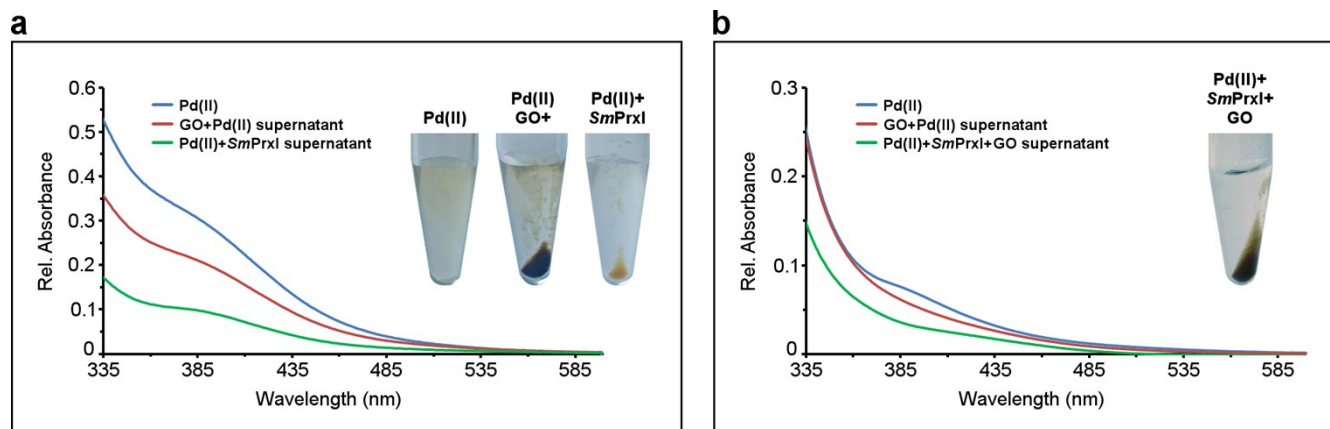 a
0.6
0.5
0.4
0.3
0.2
0.1
0
Rel. Absorbance
Pd(II)
GO+Pd(II) supernatant
Pd(II)+SmPrxI supernatant
Pd(II)
Pd(II)
GO+
Pd(II)+
SmPrxI
335
385
435
485
535
585
Wavelength (nm)
b
0.3
0.2
0.1
0
Rel. Absorbance
Pd(II)
GO+Pd(II) supernatant
Pd(II)+SmPrxI+GO supernatant
Pd(II)+
SmPrxI+
GO
335
385
435
485
535
585
Wavelength (nm)